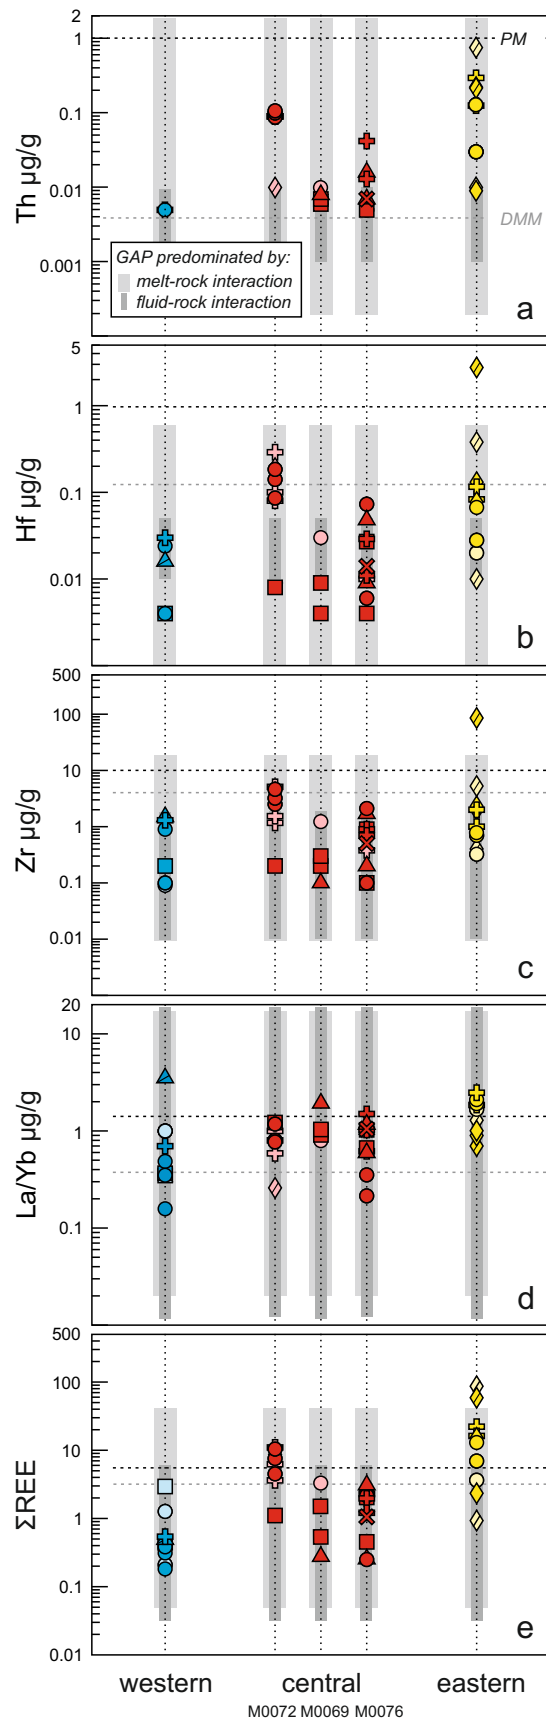 2
1
PM
0.1
0.01
DMM
0.001
Th µg/g
GAP predominated by:
melt-rock interaction
fluid-rock interaction
a
5
1
0.1
0.01
Hf µg/g
b
500
100
10
1
0.1
0.01
Zr µg/g
c
20
10
1
0.1
La/Yb µg/g
d
500
100
10
1
0.1
0.01
ΣREE
e
western central eastern
M0072 M0069 M0076